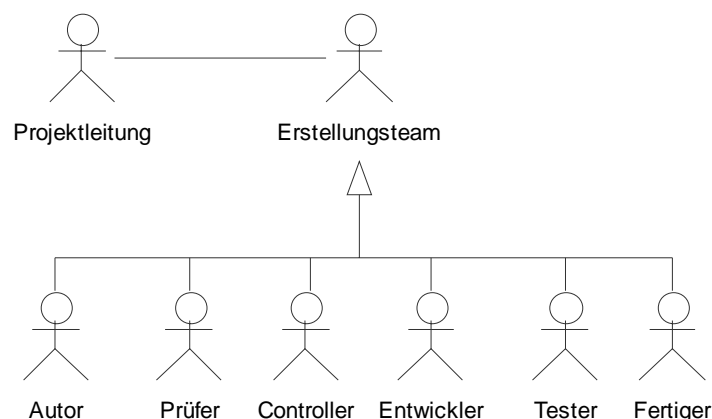 Projektleitung Erstellungsteam
Autor Prüfer Controller Entwickler Tester Fertiger